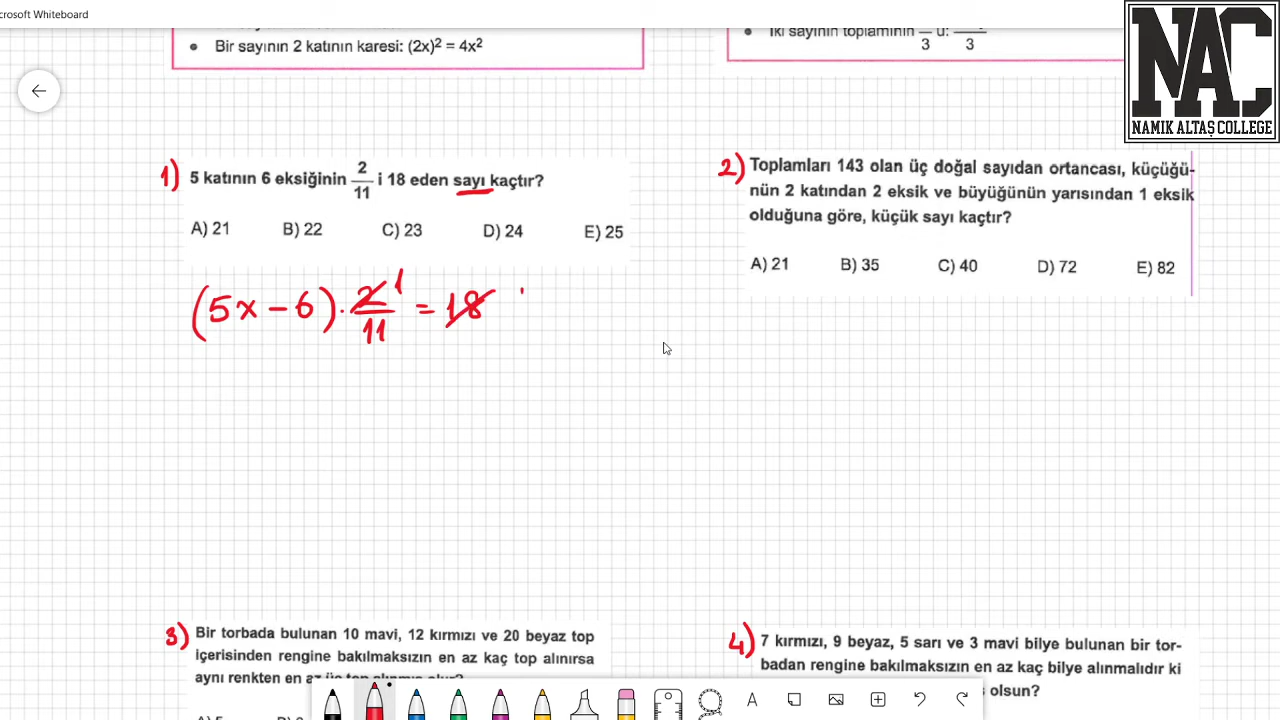 crosoft Whiteboard
• Bir sayının 2 katının karesi: (2x)² = 4x²
• İki sayının toplamının
3 ü: 3
NAC
NAMIK ALTAŞ COLLEGE
1) 5 katının 6 eksiğinin 2/11 i 18 eden sayı kaçtır?
A) 21 B) 22 C) 23 D) 24 E) 25
(5x - 6) · 2/11 = 18
1
2) Toplamları 143 olan üç doğal sayıdan ortancası, küçüğü-
nün 2 katından 2 eksik ve büyüğünün yarısından 1 eksik
olduğuna göre, küçük sayı kaçtır?
A) 21 B) 35 C) 40 D) 72 E) 82
3) Bir torbada bulunan 10 mavi, 12 kırmızı ve 20 beyaz top
içerisinden rengine bakılmaksızın en az kaç top alınırsa
aynı renkten en az
4) 7 kırmızı, 9 beyaz, 5 sarı ve 3 mavi bilye bulunan bir tor-
badan rengine bakılmaksızın en az kaç bilye alınmalıdır ki
olsun?
A